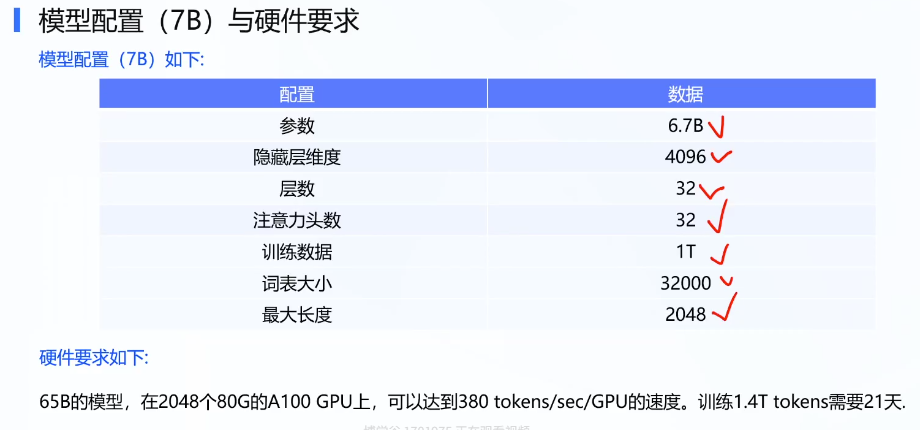 模型配置（7B）与硬件要求
模型配置（7B）如下:
配置 数据
参数 6.7B
隐藏层维度 4096
层数 32
注意力头数 32
训练数据 1T
词表大小 32000
最大长度 2048
硬件要求如下:
65B的模型，在2048个80G的A100 GPU上，可以达到380 tokens/sec/GPU的速度。训练1.4T tokens需要21天.